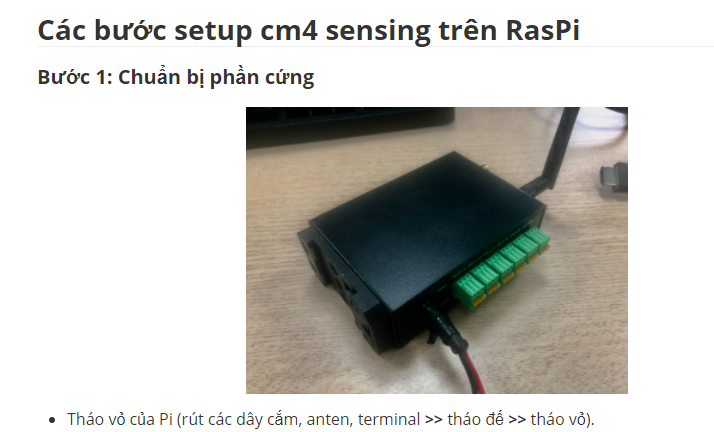 Các bước setup cm4 sensing trên RasPi
Bước 1: Chuẩn bị phần cứng
Tháo vỏ của Pi (rút các dây cắm, anten, terminal >> tháo đế >> tháo vỏ).